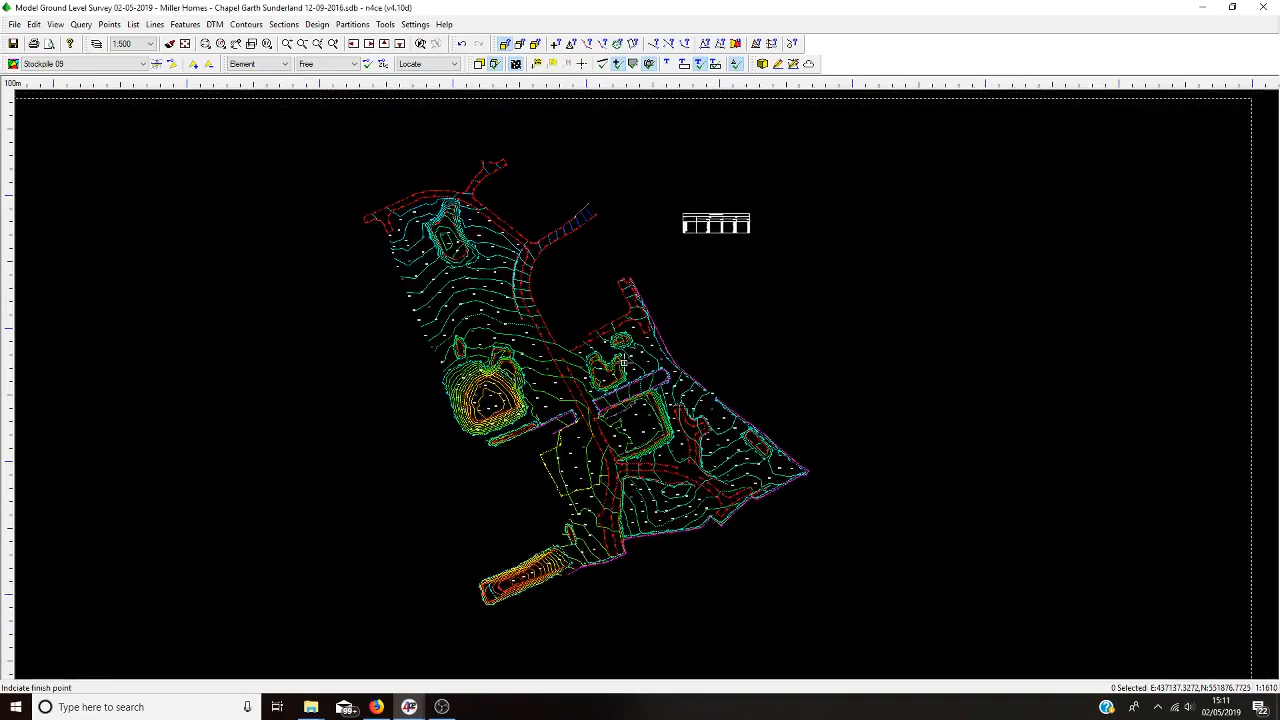 Model Ground Level Survey 02-05-2019 - Miller Homes - Chapel Garth Sunderland 12-09-2016.sdb - n4ce (v4.10d)
File Edit View Query Points List Lines Features DTM Contours Sections Design Partitions Tools Settings Help
1:500
Stockpile 09 Element Free Locate
100m
Indciate finish point
0 Selected E:437137.3272,N:551876.7725 1:1610
Type here to search
99+
15:11
02/05/2019
22